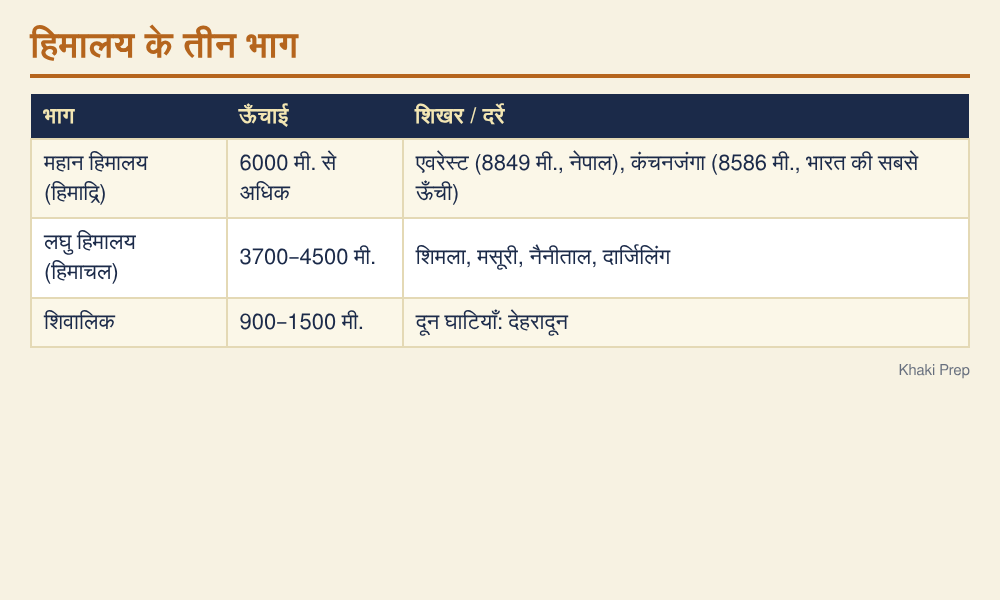 हिमालय के तीन भाग
भाग
ऊँचाई
शिखर / दर्रे
महान हिमालय
(हिमाद्रि)
6000 मी. से
अधिक
एवरेस्ट (8849 मी., नेपाल), कंचनजंगा (8586 मी., भारत की सबसे
ऊँची)
लघु हिमालय
(हिमाचल)
3700–4500 मी.
शिमला, मसूरी, नैनीताल, दार्जिलिंग
शिवालिक
900–1500 मी.
दून घाटियाँ: देहरादून
Khaki Prep